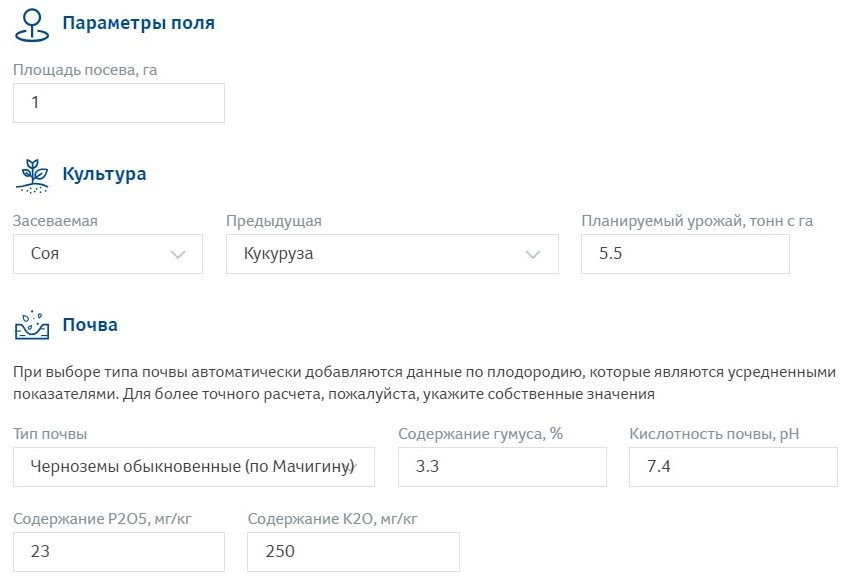 Параметры поля
Площадь посева, га
1
Культура
Засеваемая
Предыдущая
Планируемый урожай, тонн с га
Соя
Кукуруза
5.5
Почва
При выборе типа почвы автоматически добавляются данные по плодородию, которые являются усредненными
показателями. Для более точного расчета, пожалуйста, укажите собственные значения
Тип почвы
Содержание гумуса, %
Кислотность почвы, pH
Черноземы обыкновенные (по Мачигину)
3.3
7.4
Содержание P2O5, мг/кг
Содержание K2O, мг/кг
23
250